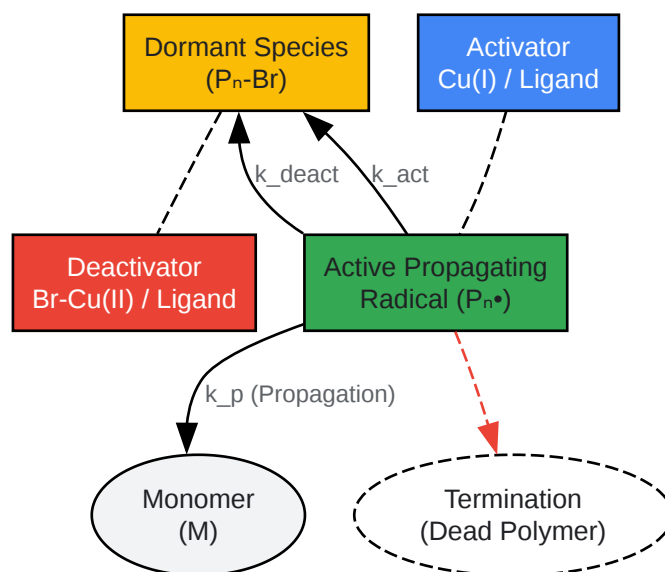 Dormant Species
(Pₙ-Br)
Activator
Cu(I) / Ligand
k_deact
k_act
Deactivator
Br-Cu(II) / Ligand
Active Propagating
Radical (Pₙ•)
k_p (Propagation)
Monomer
(M)
Termination
(Dead Polymer)